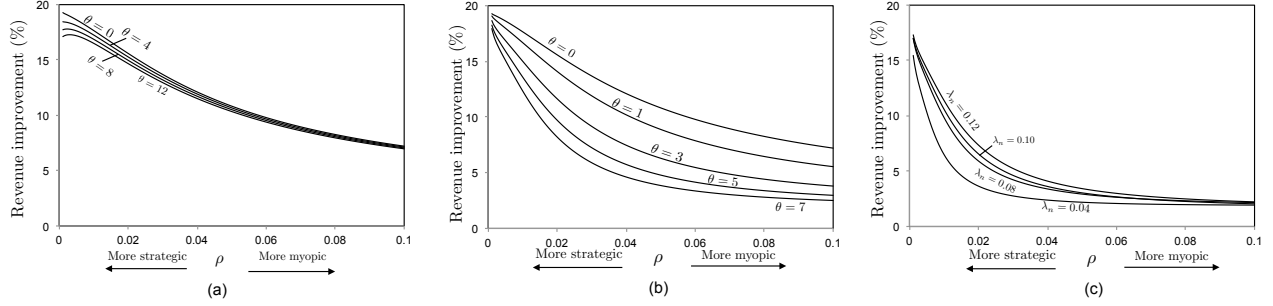 Revenue improvement (%)
20
15
10
5
0
θ = 0
θ = 4
θ = 8
θ = 12
0
0.02
0.04
0.06
0.08
0.1
More strategic
ρ
More myopic
(a)
Revenue improvement (%)
20
15
10
5
0
θ = 0
θ = 1
θ = 3
θ = 5
θ = 7
0
0.02
0.04
0.06
0.08
0.1
More strategic
ρ
More myopic
(b)
Revenue improvement (%)
20
15
10
5
0
λn = 0.12
λn = 0.10
λn = 0.08
λn = 0.04
0
0.02
0.04
0.06
0.08
0.1
More strategic
ρ
More myopic
(c)